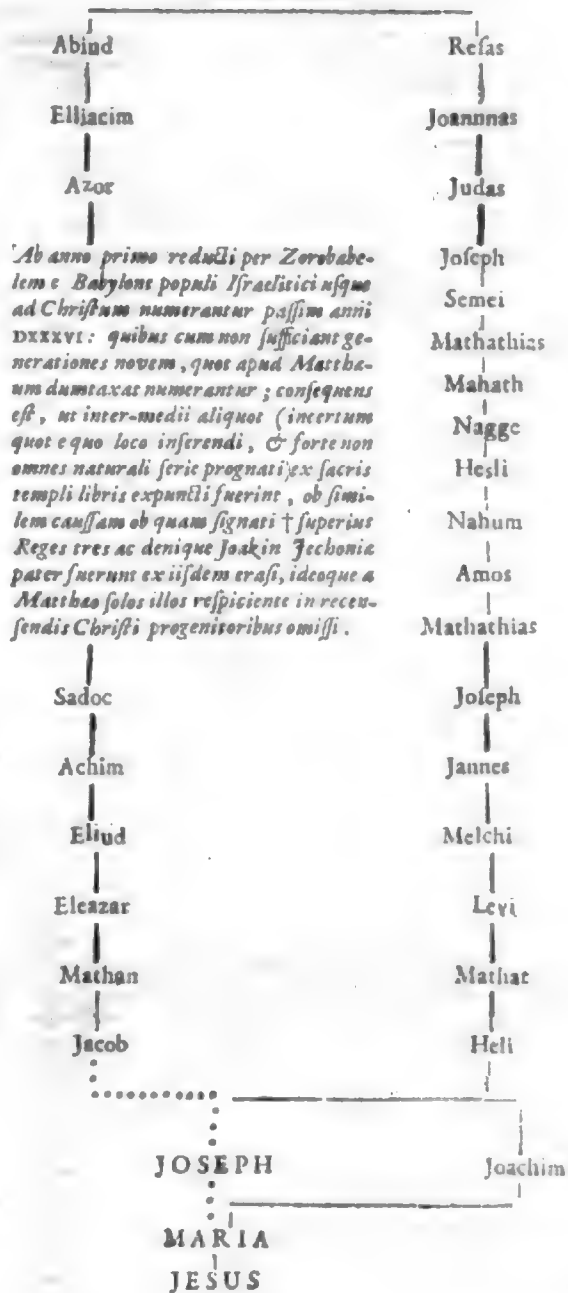 Abiud
Elliacim
Azor
Ab anno primo reducti per Zorobabe-
lem e Babylone populi Israelitici usque
ad Christum numerantur passim anni
DXXXVI: quibus cum non sufficiant ge-
nerationes novem, quot apud Matthæ-
um dumtaxat numerantur; consequens
est, ut inter-medii aliquot (incertum
quot e quo loco inserendi, & forte non
omnes naturali serie prognati) ex sacris
templi libris expuncti fuerint, ob simi-
lem caussam ob quam signati † superius
Reges tres ac denique Joakin Jechoniæ
pater fuerunt ex iisdem erasi, ideoque a
Matthæo solos illos respiciente in recen-
sendis Christi progenitoribus omissi.
Sadoc
Achim
Eliud
Eleazar
Mathan
Jacob
Resas
Joannnas
Judas
Joseph
Semei
Mathathias
Mahath
Nagge
Hesli
Nahum
Amos
Mathathias
Joseph
Jannes
Melchi
Levi
Mathat
Heli
JOSEPH
Joachim
MARIA
JESUS